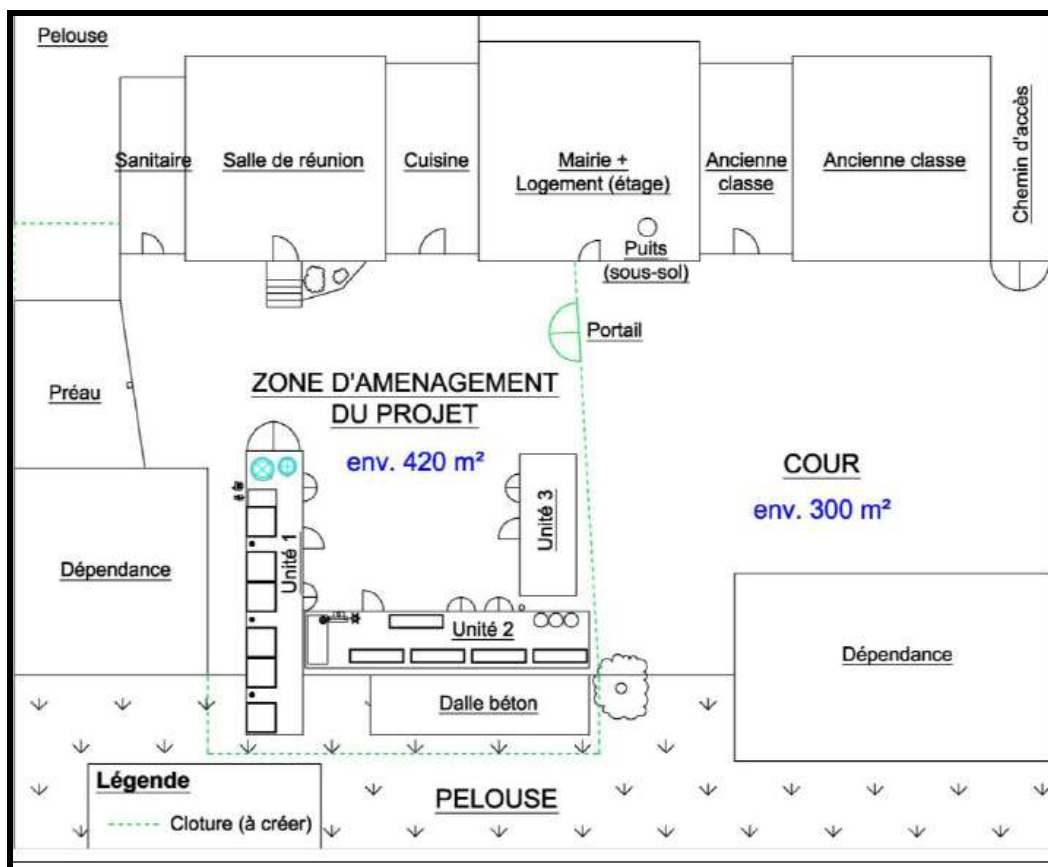 Pelouse
Sanitaire
Salle de réunion
Cuisine
Mairie +
Logement (étage)
Ancienne
classe
Ancienne classe
Chemin d'accès
Puits
(sous-sol)
Portail
Préau
ZONE D'AMENAGEMENT
DU PROJET
env. 420 m²
COUR
env. 300 m²
Unité 3
Unité 1
Dépendance
Unité 2
Dépendance
Dalle béton
Légende
Cloture (à créer)
PELOUSE